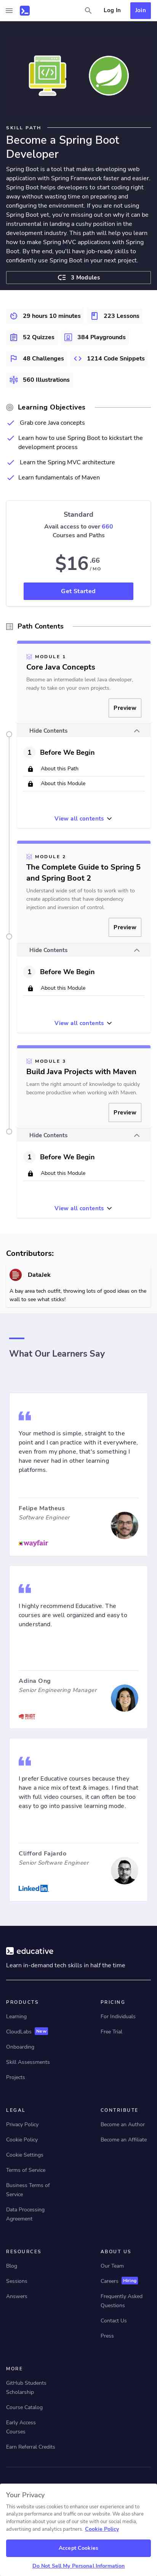 Log In
Join
SKILL PATH
Become a Spring Boot
Developer
Spring Boot is a tool that makes developing web
application with Spring Framework faster and easier.
Spring Boot helps developers to start coding right
away without wasting time on preparing and
configuring the environment. If you are not using
Spring Boot yet, you're missing out on why it can be
immensely helpful in landing a cushioned job. It is
the foundation to understanding what is going on
"under the hood". This path will help you learn
how to make Spring MVC applications with Spring
Boot. By the end, you'll have job-ready skills to
confidently use Spring Boot in your next project.
3 Modules
29 hours 10 minutes
223 Lessons
52 Quizzes
384 Playgrounds
48 Challenges
1214 Code Snippets
560 Illustrations
Learning Objectives
Grab core Java concepts
Learn how to use Spring Boot to kickstart the
development process
Learn the Spring MVC architecture
Learn fundamentals of Maven
Standard
Avail access to over 660
Courses and Paths
$16.66
/MO
Get Started
Path Contents
MODULE 1
Core Java Concepts
Become an intermediate level Java developer,
ready to take on your own projects.
Preview
Hide Contents
1 Before We Begin
About this Path
About this Module
View all contents
MODULE 2
The Complete Guide to Spring 5
and Spring Boot 2
Understand wide set of tools to work with to
create applications that have dependency
injection and inversion of control.
Preview
Hide Contents
1 Before We Begin
About this Module
View all contents
MODULE 3
Build Java Projects with Maven
Learn the right amount of knowledge to quickly
become productive when working with Maven.
Preview
Hide Contents
1 Before We Begin
About this Module
View all contents
Contributors:
DataJek
A bay area tech outfit, throwing lots of good ideas on the
wall to see what sticks!
What Our Learners Say
Your method is simple, straight to the
point and I can practice with it everywhere,
even from my phone, that's something I
have never had in other learning
platforms.
Felipe Matheus
Software Engineer
wayfair
I highly recommend Educative. The
courses are well organized and easy to
understand.
Adina Ong
Senior Engineering Manager
RIOT
I prefer Educative courses because they
have a nice mix of text & images. I find that
with full video courses, it can often be too
easy to go into passive learning mode.
Clifford Fajardo
Senior Software Engineer
LinkedIn
educative
Learn in-demand tech skills in half the time
PRODUCTS
Learning
CloudLabs New
Onboarding
Skill Assessments
Projects
PRICING
For Individuals
Free Trial
LEGAL
Privacy Policy
Cookie Policy
Cookie Settings
Terms of Service
Business Terms of
Service
Data Processing
Agreement
CONTRIBUTE
Become an Author
Become an Affiliate
RESOURCES
Blog
Sessions
Answers
ABOUT US
Our Team
Careers Hiring
Frequently Asked
Questions
Contact Us
Press
MORE
GitHub Students
Scholarship
Course Catalog
Early Access
Courses
Earn Referral Credits
Your Privacy
This website uses cookies to enhance user experience and
to analyze performance and traffic on our website. We also
share information about your use of our site with our social
media, advertising and analytics partners. Cookie Policy
Accept Cookies
Do Not Sell My Personal Information